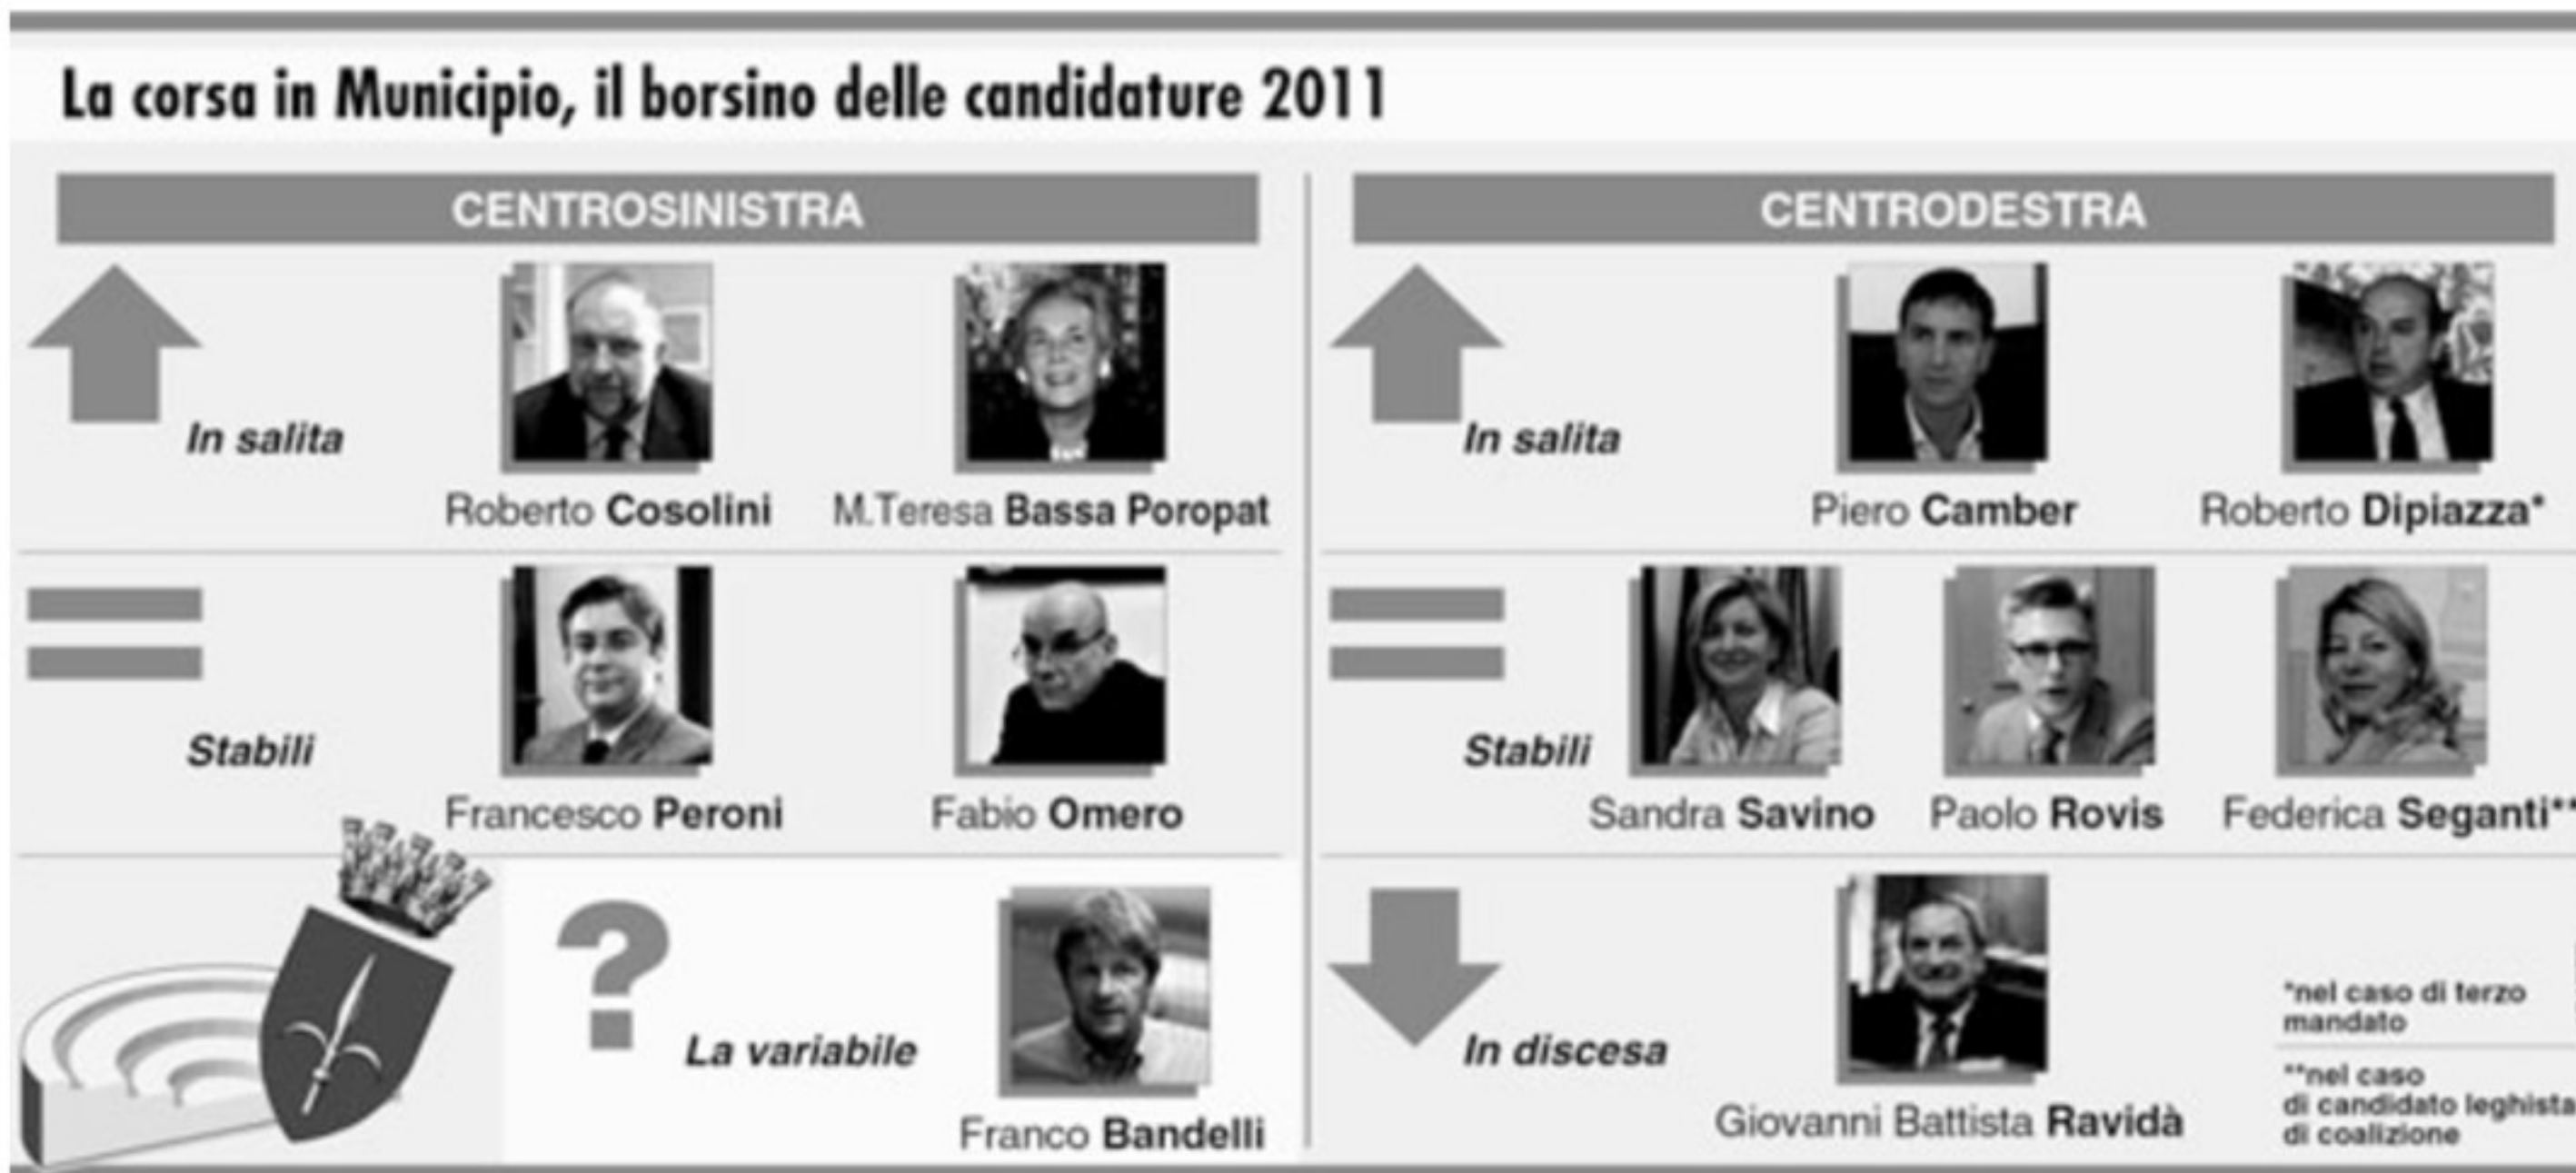 La corsa in Municipio, il borsino delle candidature 2011
CENTROSINISTRA
In salita
Roberto Cosolini
M.Teresa Bassa Poropat
Stabili
Francesco Peroni
Fabio Omero
La variabile
Franco Bandelli
CENTRODESTRA
In salita
Piero Camber
Roberto Dipiazza*
Stabili
Sandra Savino
Paolo Rovis
Federica Seganti**
In discesa
Giovanni Battista Ravidà
*nel caso di terzo
mandato
**nel caso
di candidato leghista
di coalizione